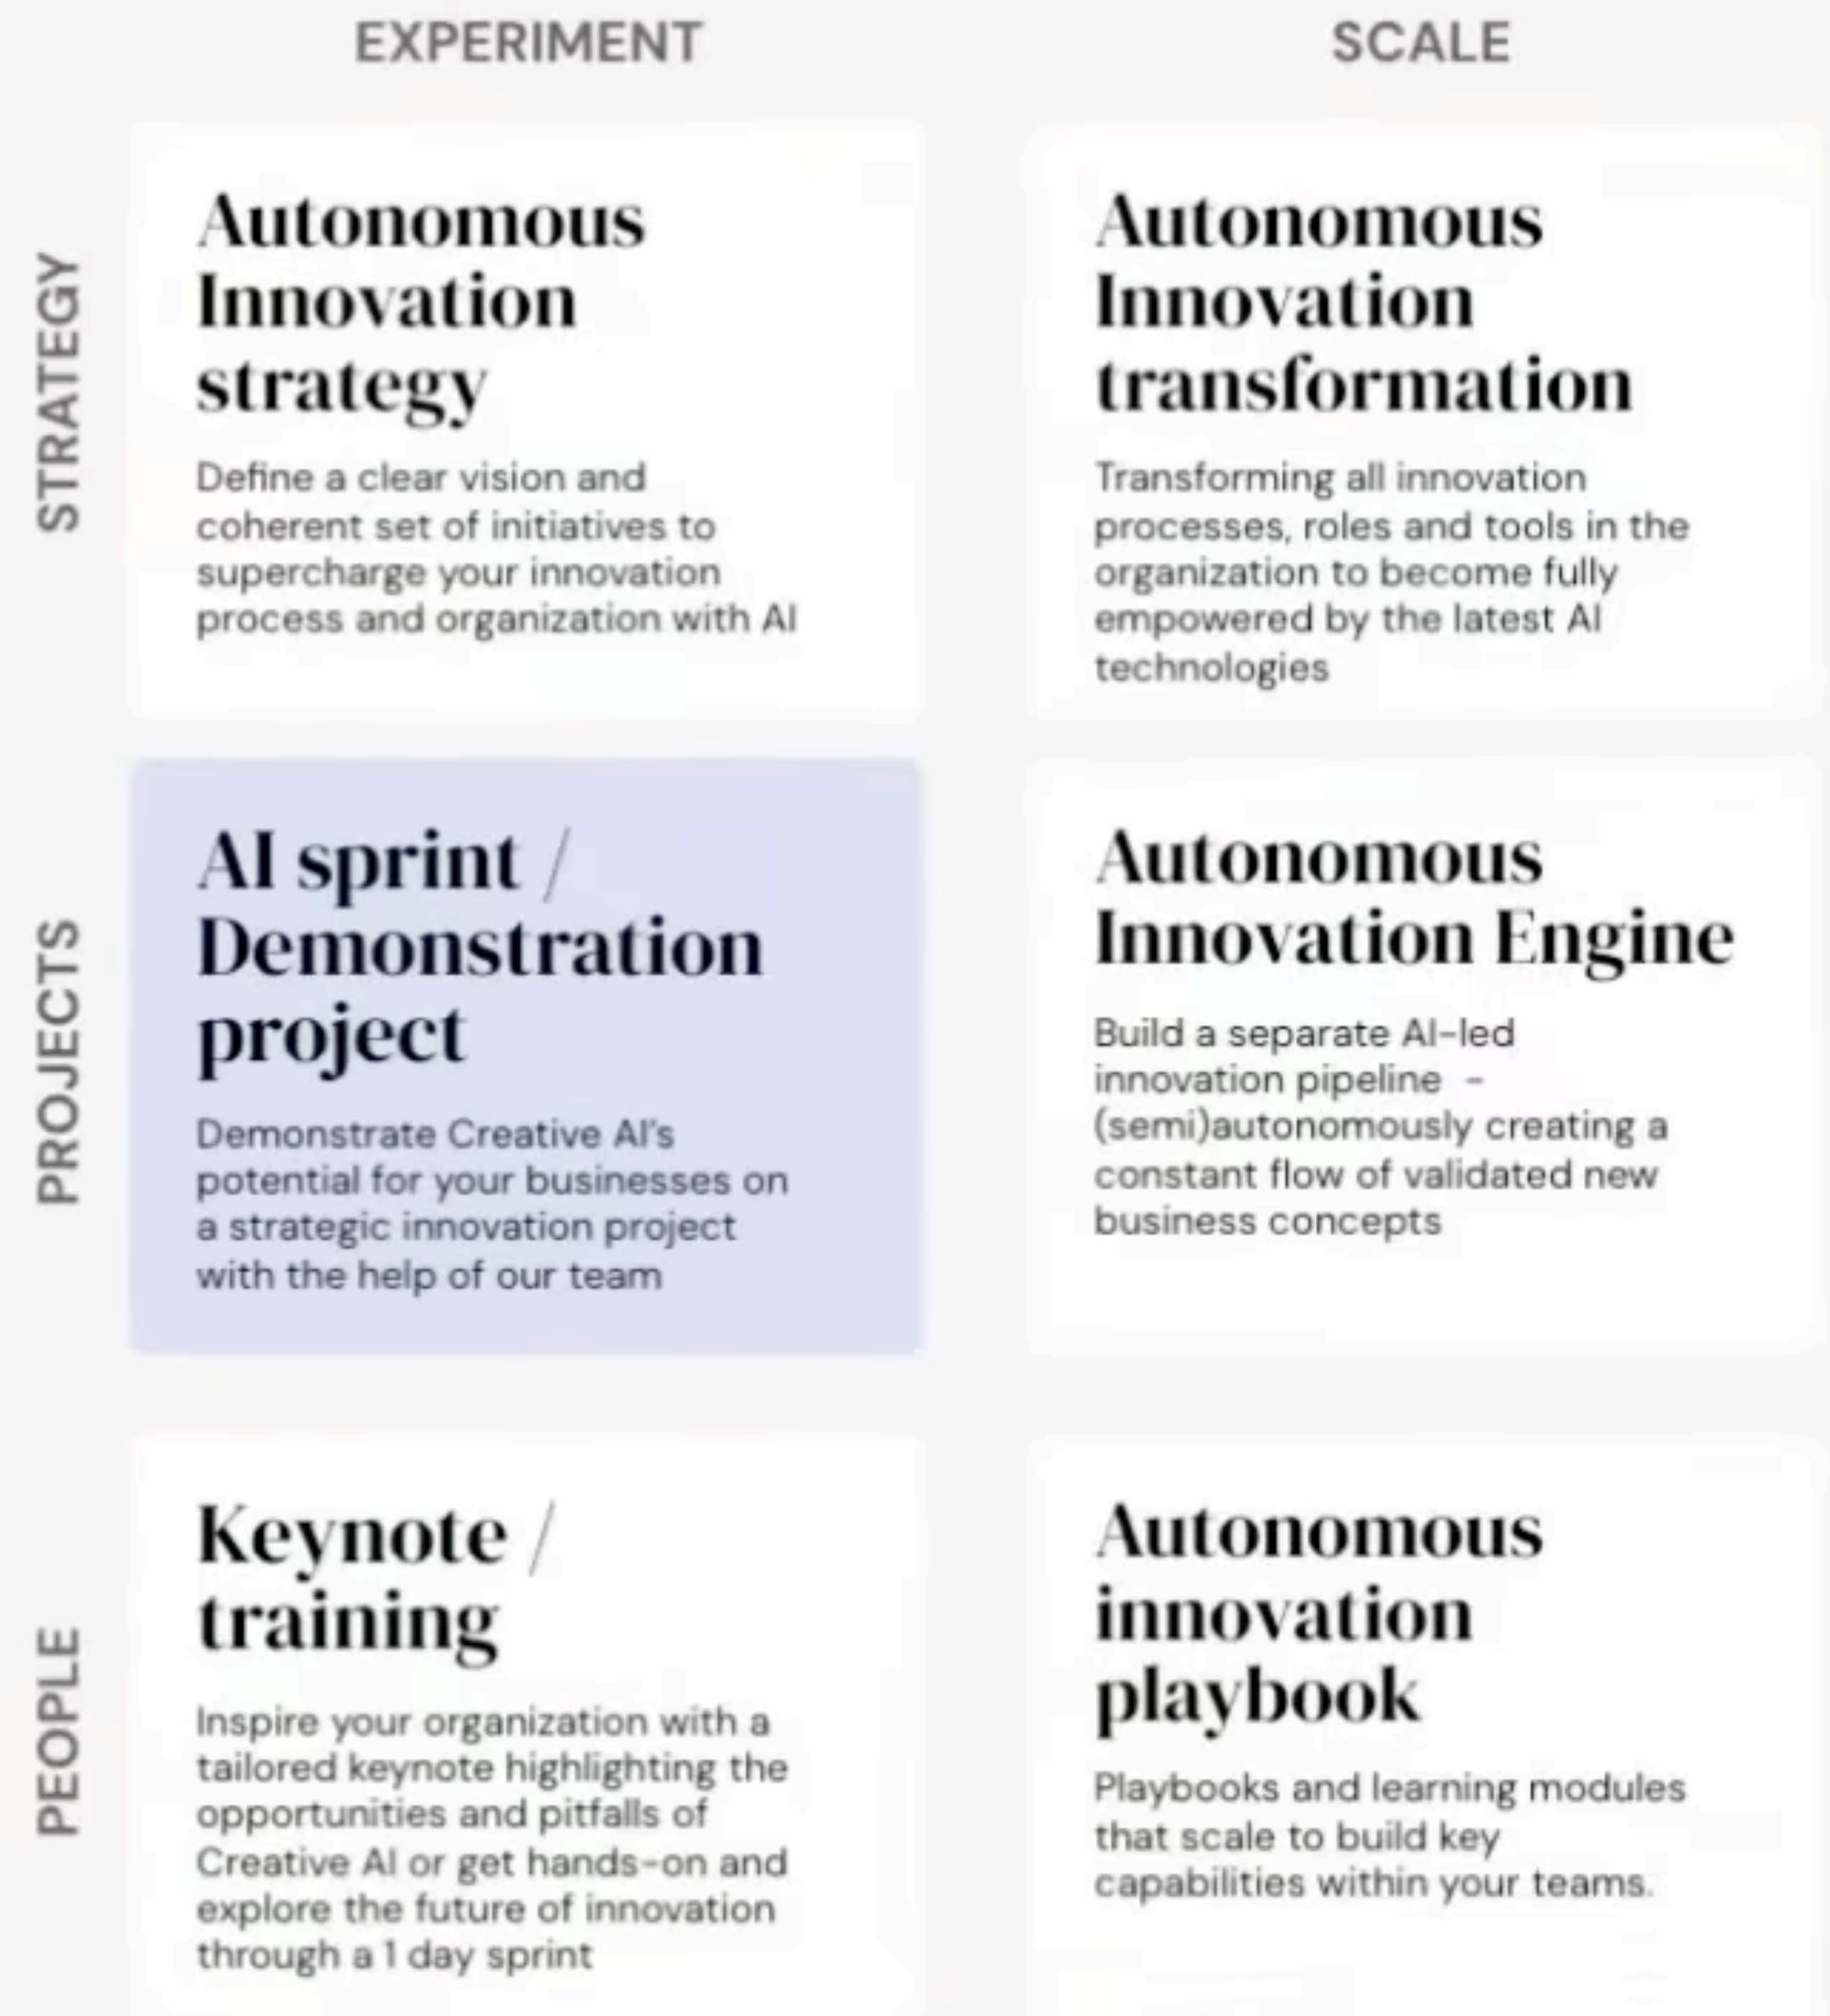 EXPERIMENT
SCALE
STRATEGY
Autonomous
Innovation
strategy
Define a clear vision and
coherent set of initiatives to
supercharge your innovation
process and organization with AI
Autonomous
Innovation
transformation
Transforming all innovation
processes, roles and tools in the
organization to become fully
empowered by the latest AI
technologies
PROJECTS
AI sprint /
Demonstration
project
Demonstrate Creative AI's
potential for your businesses on
a strategic innovation project
with the help of our team
Autonomous
Innovation Engine
Build a separate AI-led
innovation pipeline -
(semi)autonomously creating a
constant flow of validated new
business concepts
PEOPLE
Keynote /
training
Inspire your organization with a
tailored keynote highlighting the
opportunities and pitfalls of
Creative AI or get hands-on and
explore the future of innovation
through a 1 day sprint
Autonomous
innovation
playbook
Playbooks and learning modules
that scale to build key
capabilities within your teams.